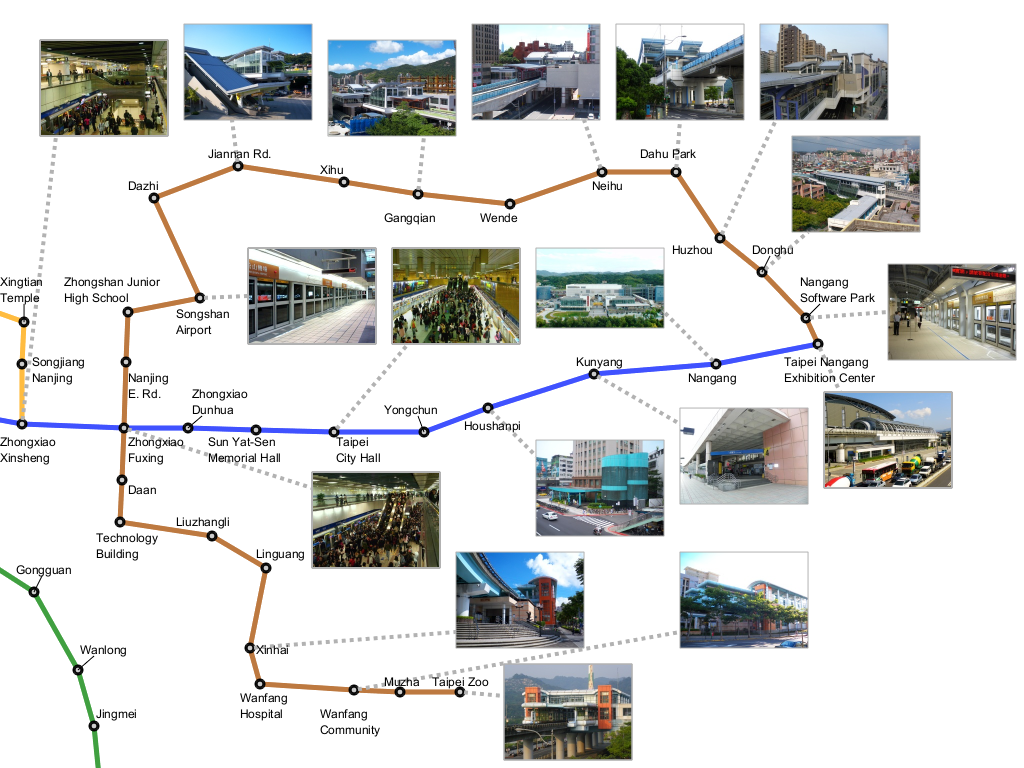 Jiannan Rd.
Dahu Park
Xihu
Dazhi
Neihu
Gangqian
Wende
Huzhou
Donghu
Xingtian
Temple
Zhongshan Junior
High School
Nangang
Software Park
Songshan
Airport
Songjiang
Nanjing
Kunyang
Taipei Nangang
Exhibition Center
Nanjing
E. Rd.
Nangang
Zhongxiao
Dunhua
Yongchun
Houshanpi
Zhongxiao
Xinsheng
Zhongxiao
Fuxing
Sun Yat-Sen
Memorial Hall
Taipei
City Hall
Daan
Liuzhangli
Technology
Building
Linguang
Gongguan
Xinhai
Wanlong
Muzha
Taipei Zoo
Wanfang
Hospital
Wanfang
Community
Jingmei